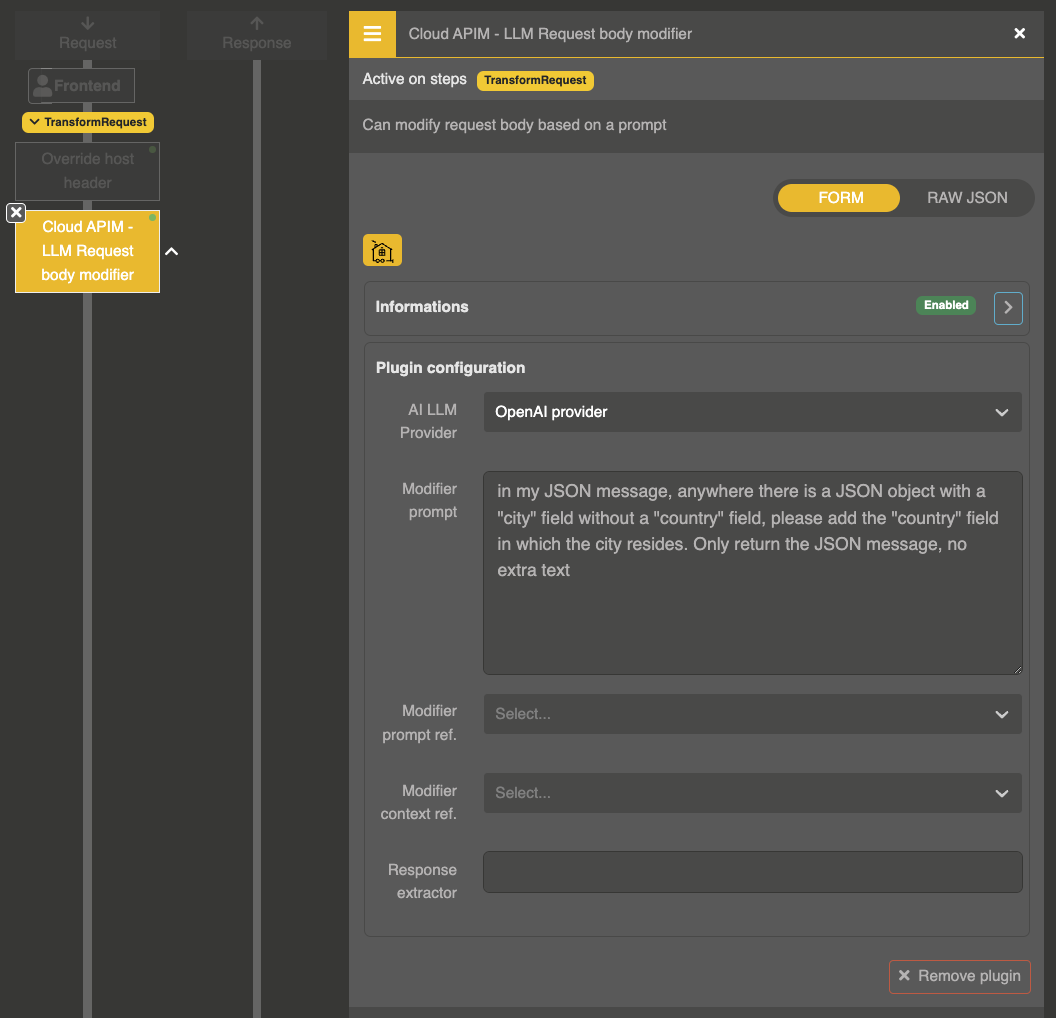 Request
Response
Frontend
TransformRequest
Override host
header
Cloud APIM -
LLM Request
body modifier
Cloud APIM - LLM Request body modifier
Active on steps TransformRequest
Can modify request body based on a prompt
FORM RAW JSON
Informations Enabled
Plugin configuration
AI LLM
Provider
OpenAI provider
Modifier
prompt
in my JSON message, anywhere there is a JSON object with a
"city" field without a "country" field, please add the "country" field
in which the city resides. Only return the JSON message, no
extra text
Modifier
prompt ref.
Select...
Modifier
context ref.
Select...
Response
extractor
Remove plugin